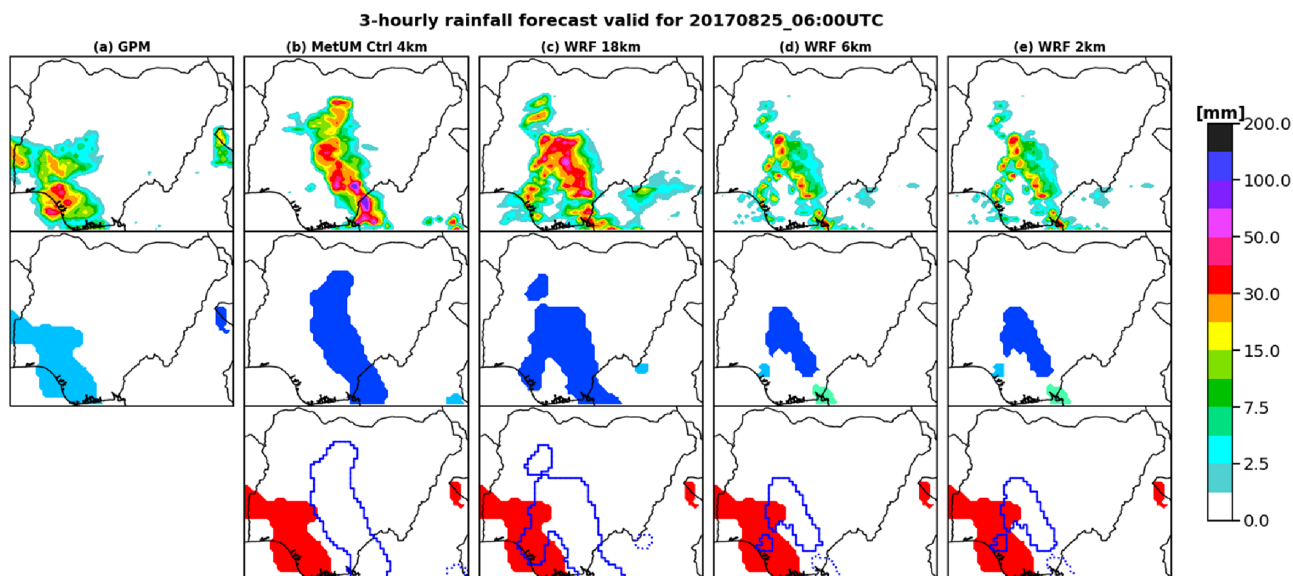 3-hourly rainfall forecast valid for 20170825_06:00UTC
(a) GPM
(b) MetUM Ctrl 4km
(c) WRF 18km
(d) WRF 6km
(e) WRF 2km
[mm]
200.0
100.0
50.0
30.0
15.0
7.5
2.5
0.0